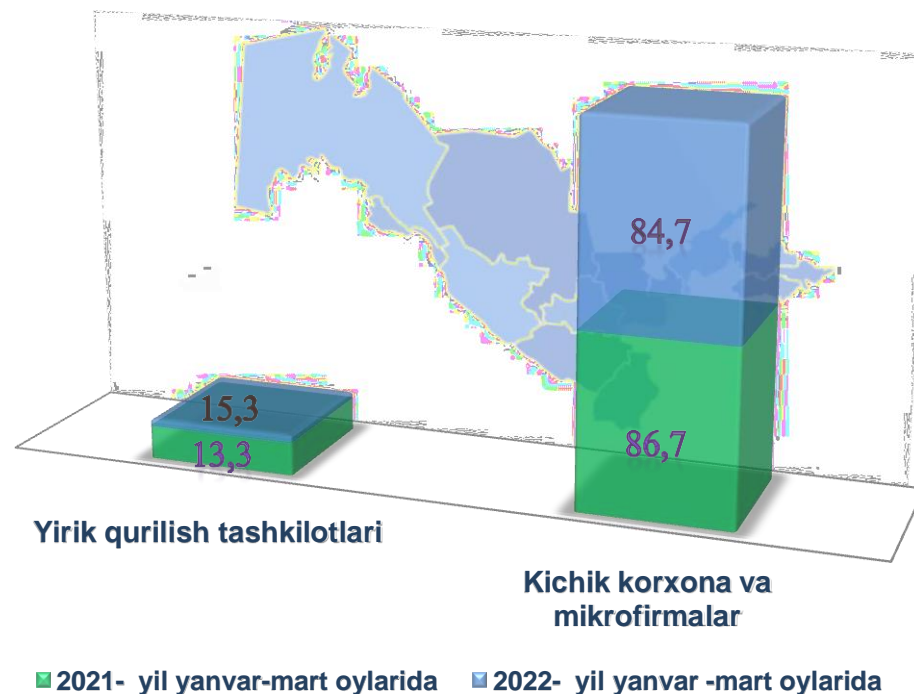 84,7
15,3
13,3
86,7
Yirik qurilish tashkilotlari
Kichik korxona va
mikrofirmalar
2021- yil yanvar-mart oylarida
2022- yil yanvar -mart oylarida